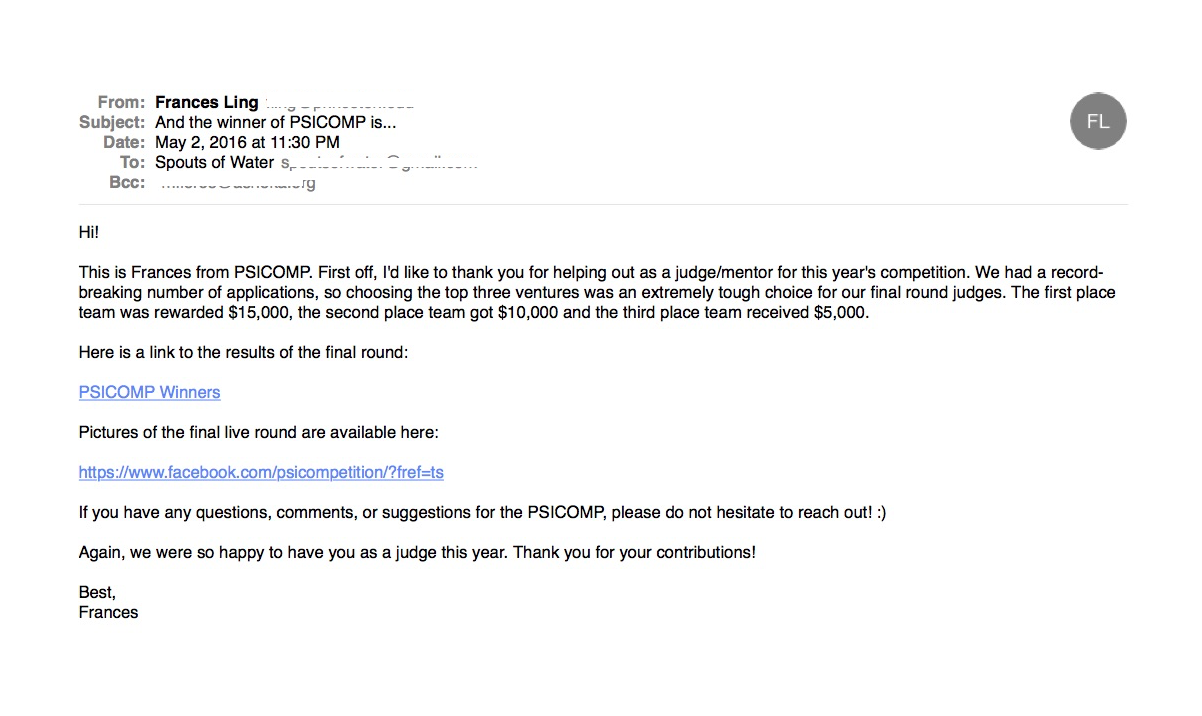 From: Frances Ling
FL
Subject: And the winner of PSICOMP is...
Date: May 2, 2016 at 11:30 PM
To: Spouts of Water
Bcc:
Hi!
This is Frances from PSICOMP. First off, I'd like to thank you for helping out as a judge/mentor for this year's competition. We had a record-
breaking number of applications, so choosing the top three ventures was an extremely tough choice for our final round judges. The first place
team was rewarded $15,000, the second place team got $10,000 and the third place team received $5,000.
Here is a link to the results of the final round:
PSICOMP Winners
Pictures of the final live round are available here:
https://www.facebook.com/psicompetition/?fref=ts
If you have any questions, comments, or suggestions for the PSICOMP, please do not hesitate to reach out! :)
Again, we were so happy to have you as a judge this year. Thank you for your contributions!
Best,
Frances